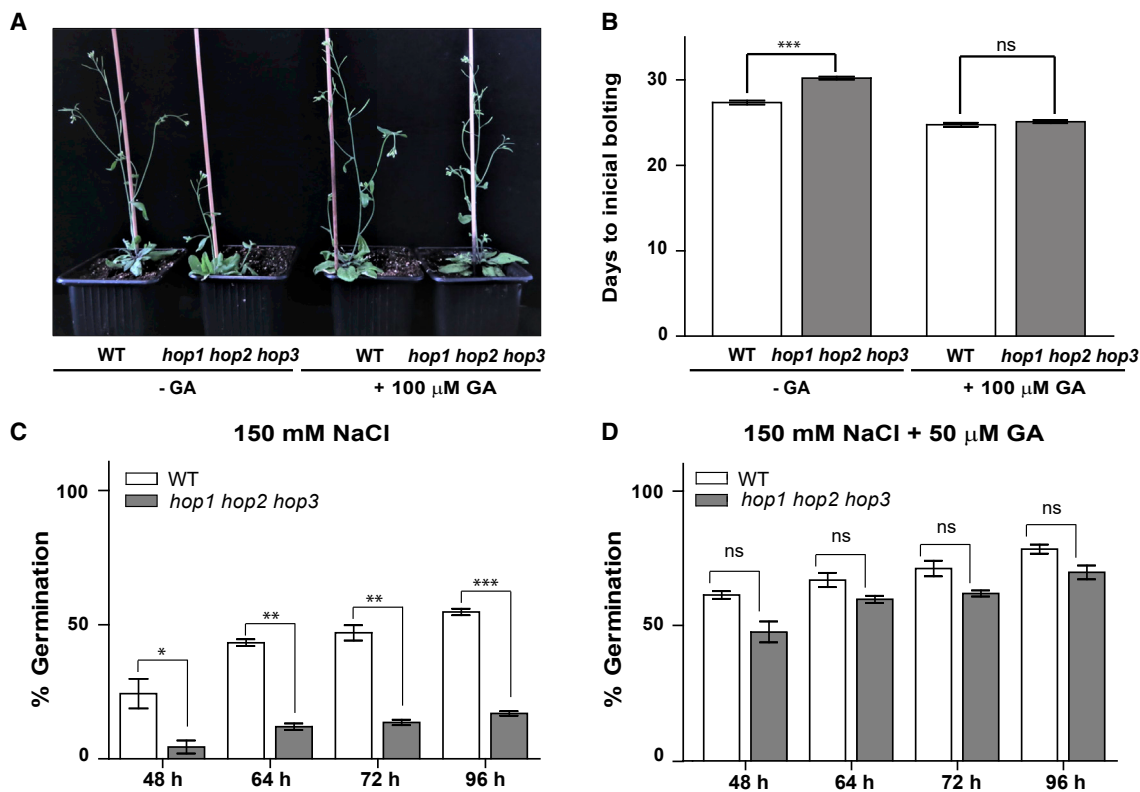 A
WT
hop1 hop2 hop3
WT
hop1 hop2 hop3
- GA
+ 100 μM GA
B
Days to inicial bolting
30
20
10
0
***
ns
WT
hop1 hop2 hop3
WT
hop1 hop2 hop3
- GA
+ 100 μM GA
C
150 mM NaCl
WT
hop1 hop2 hop3
% Germination
100
50
0
*
**
**
***
48 h
64 h
72 h
96 h
D
150 mM NaCl + 50 μM GA
WT
hop1 hop2 hop3
% Germination
100
50
0
ns
ns
ns
ns
48 h
64 h
72 h
96 h